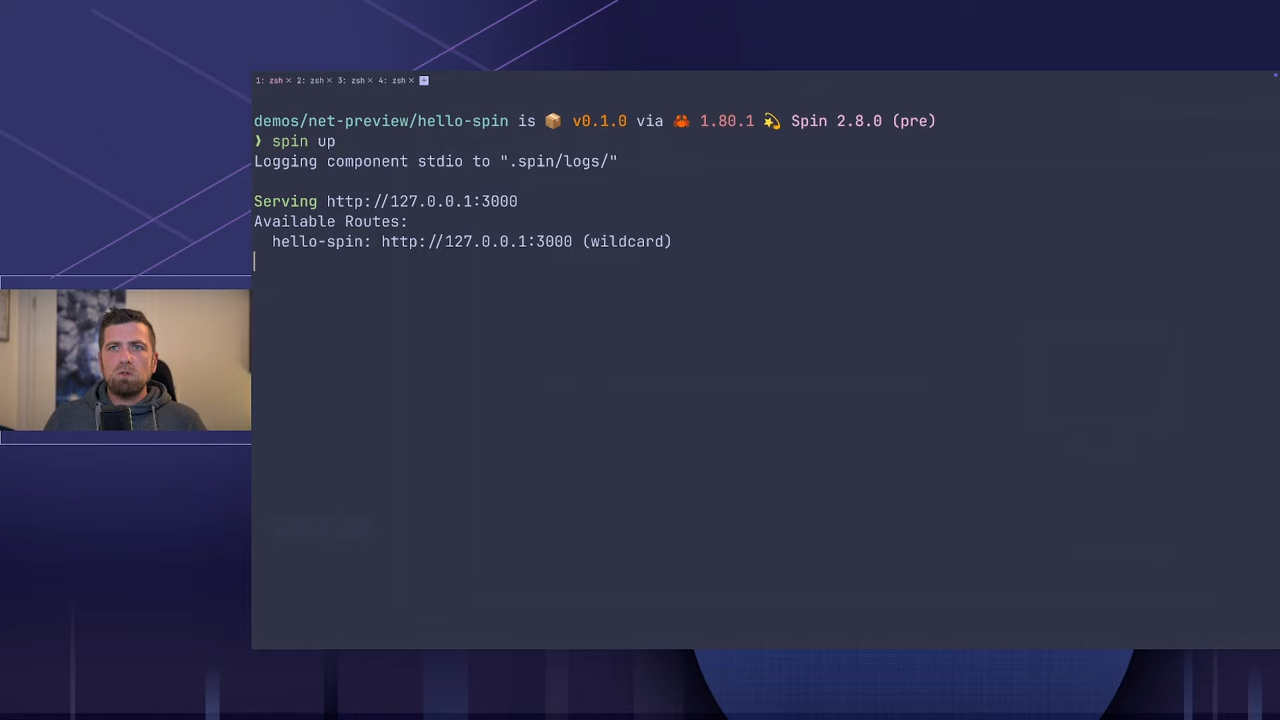 1: zsh × 2: zsh × 3: zsh × 4: zsh × +
demos/net-preview/hello-spin is 📦 v0.1.0 via 🦀 1.80.1 💫 Spin 2.8.0 (pre)
❯ spin up
Logging component stdio to ".spin/logs/"
Serving http://127.0.0.1:3000
Available Routes:
hello-spin: http://127.0.0.1:3000 (wildcard)